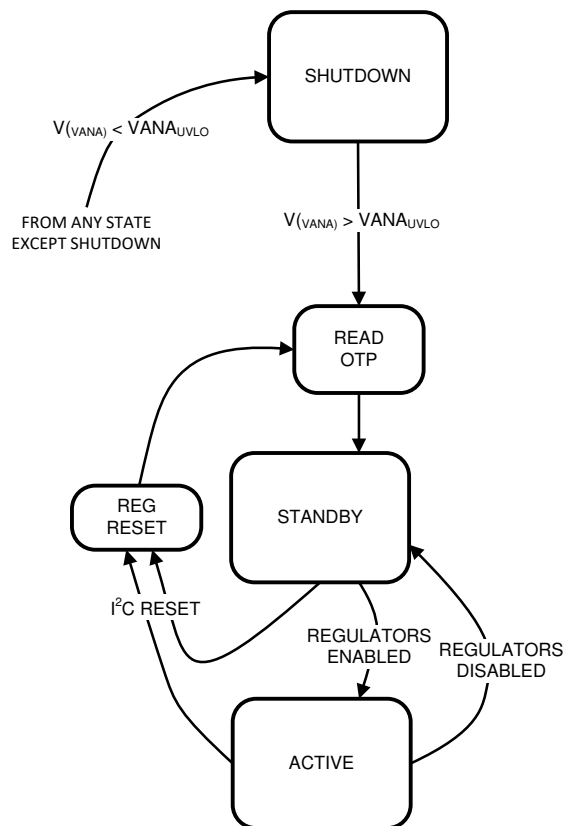 SHUTDOWN
V(VANA) < VANAUVLO
FROM ANY STATE
EXCEPT SHUTDOWN
V(VANA) > VANAUVLO
READ
OTP
STANDBY
REG
RESET
I²C RESET
REGULATORS
ENABLED
REGULATORS
DISABLED
ACTIVE